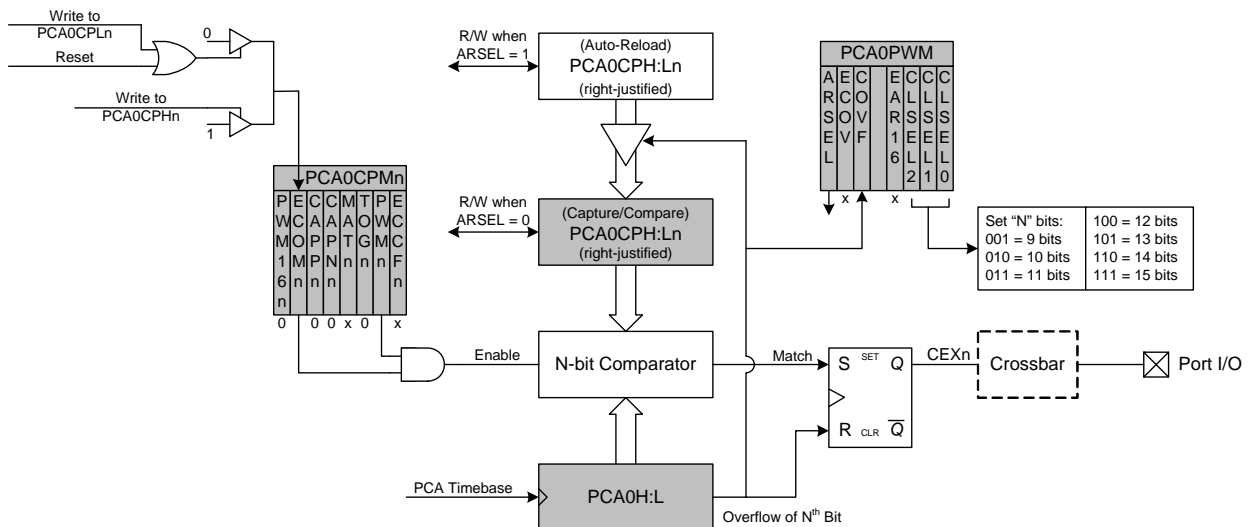 Write to
PCA0CPLn
Reset
0
Write to
PCA0CPHn
1
R/W when
ARSEL = 1
(Auto-Reload)
PCA0CPH:Ln
(right-justified)
PCA0PWM
ARSEL
ECOV
COVF
EAR16
CLSEL2
CLSEL1
CLSEL0
x
x
Set “N” bits:
001 = 9 bits
010 = 10 bits
011 = 11 bits
100 = 12 bits
101 = 13 bits
110 = 14 bits
111 = 15 bits
PCA0CPMn
PWM16n
ECOMn
CAPPn
CAPNn
MATn
TOGn
PWMn
ECCFn
0 0 0 x 0 x
R/W when
ARSEL = 0
(Capture/Compare)
PCA0CPH:Ln
(right-justified)
Enable
N-bit Comparator
Match
S SET Q
R CLR Q
CEXn
Crossbar
Port I/O
PCA Timebase
PCA0H:L
Overflow of Nth Bit